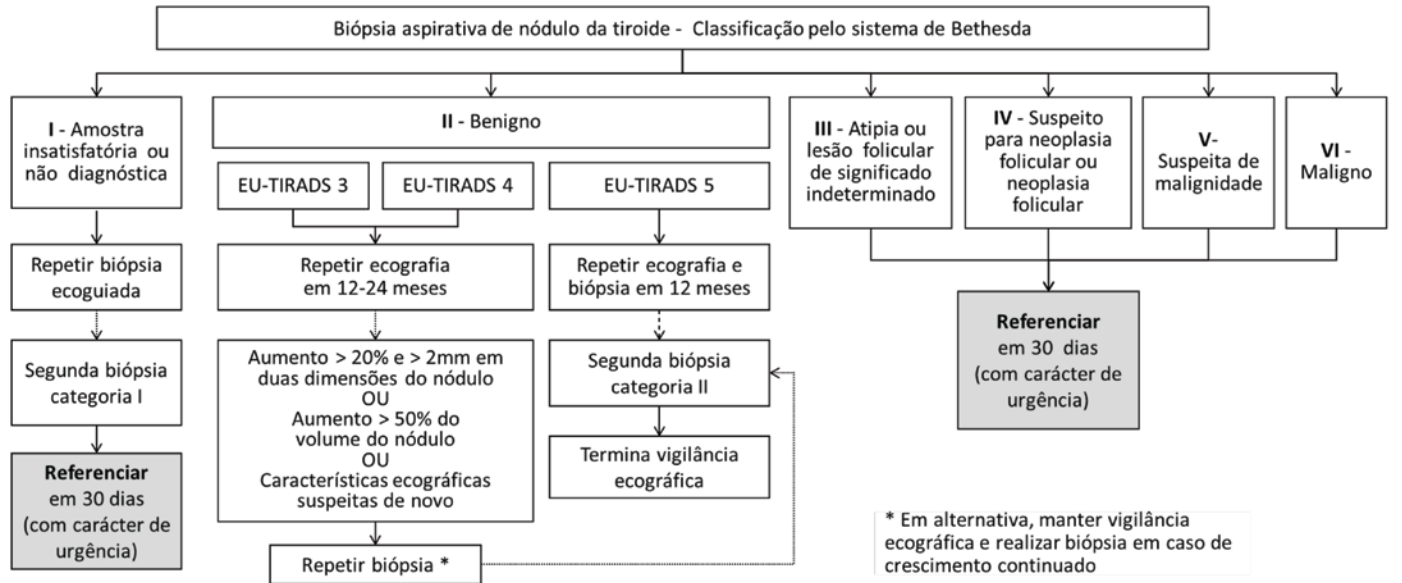 Biópsia aspirativa de nódulo da tiroide - Classificação pelo sistema de Bethesda
I - Amostra
insatisfatória ou
não diagnóstica
Repetir biópsia
ecoguiada
Segunda biópsia
categoria I
Referenciar
em 30 dias
(com carácter de
urgência)
II - Benigno
EU-TIRADS 3
EU-TIRADS 4
Repetir ecografia
em 12-24 meses
Aumento > 20% e > 2mm em
duas dimensões do nódulo
OU
Aumento > 50% do
volume do nódulo
OU
Características ecográficas
suspeitas de novo
Repetir biópsia *
EU-TIRADS 5
Repetir ecografia e
biópsia em 12 meses
Segunda biópsia
categoria II
Termina vigilância
ecográfica
III - Atipia ou
lesão folicular
de significado
indeterminado
IV - Suspeito
para neoplasia
folicular ou
neoplasia
folicular
V-
Suspeita de
malignidade
VI -
Maligno
Referenciar
em 30 dias
(com carácter de
urgência)
* Em alternativa, manter vigilância
ecográfica e realizar biópsia em caso de
crescimento continuado